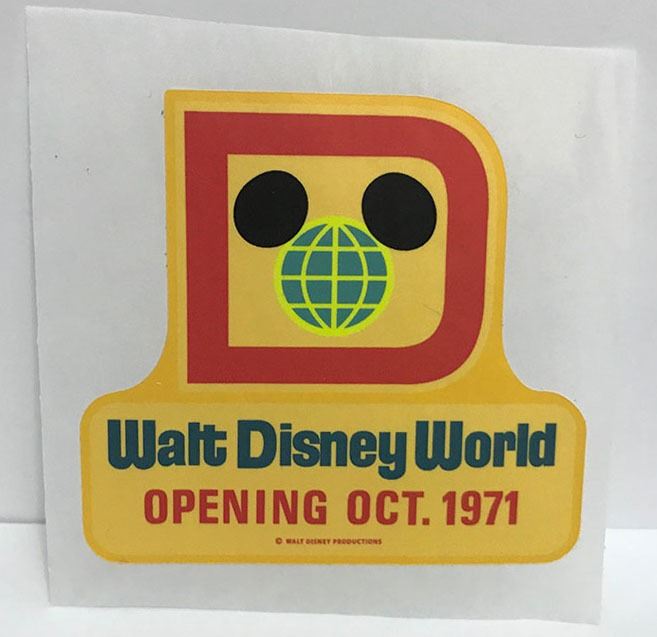 D
Walt Disney World
OPENING OCT. 1971
© WALT DISNEY PRODUCTIONS